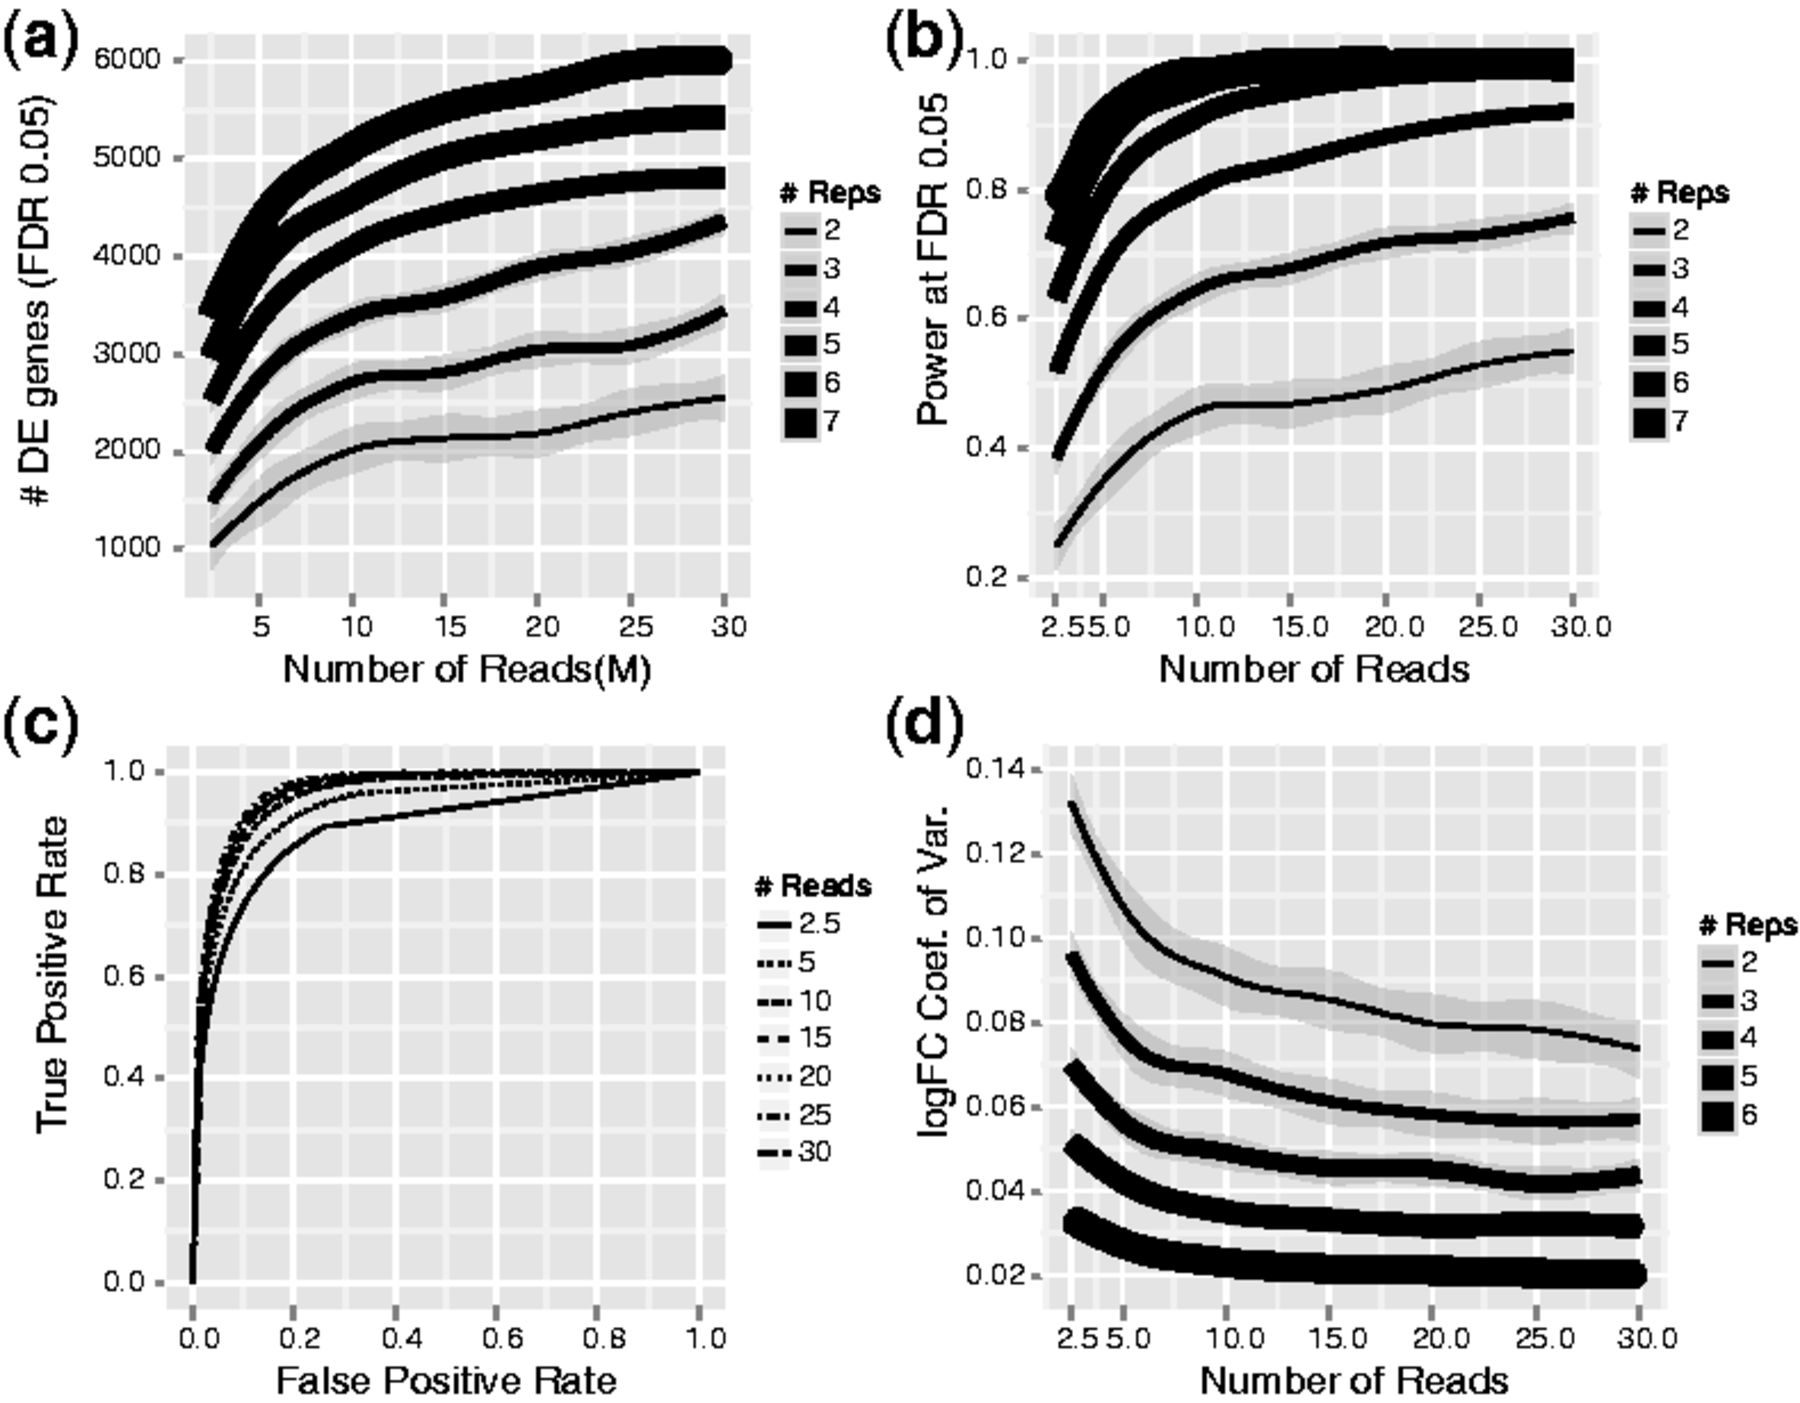 (a)
# DE genes (FDR 0.05)
6000
5000
4000
3000
2000
1000
5 10 15 20 25 30
Number of Reads(M)
# Reps
2
3
4
5
6
7
(b)
Power at FDR 0.05
1.0
0.8
0.6
0.4
0.2
2.5 5.0 10.0 15.0 20.0 25.0 30.0
Number of Reads
# Reps
2
3
4
5
6
7
(c)
True Positive Rate
1.0
0.8
0.6
0.4
0.2
0.0
0.0 0.2 0.4 0.6 0.8 1.0
False Positive Rate
# Reads
2.5
5
10
15
20
25
30
(d)
logFC Coef. of Var.
0.14
0.12
0.10
0.08
0.06
0.04
0.02
2.5 5.0 10.0 15.0 20.0 25.0 30.0
Number of Reads
# Reps
2
3
4
5
6